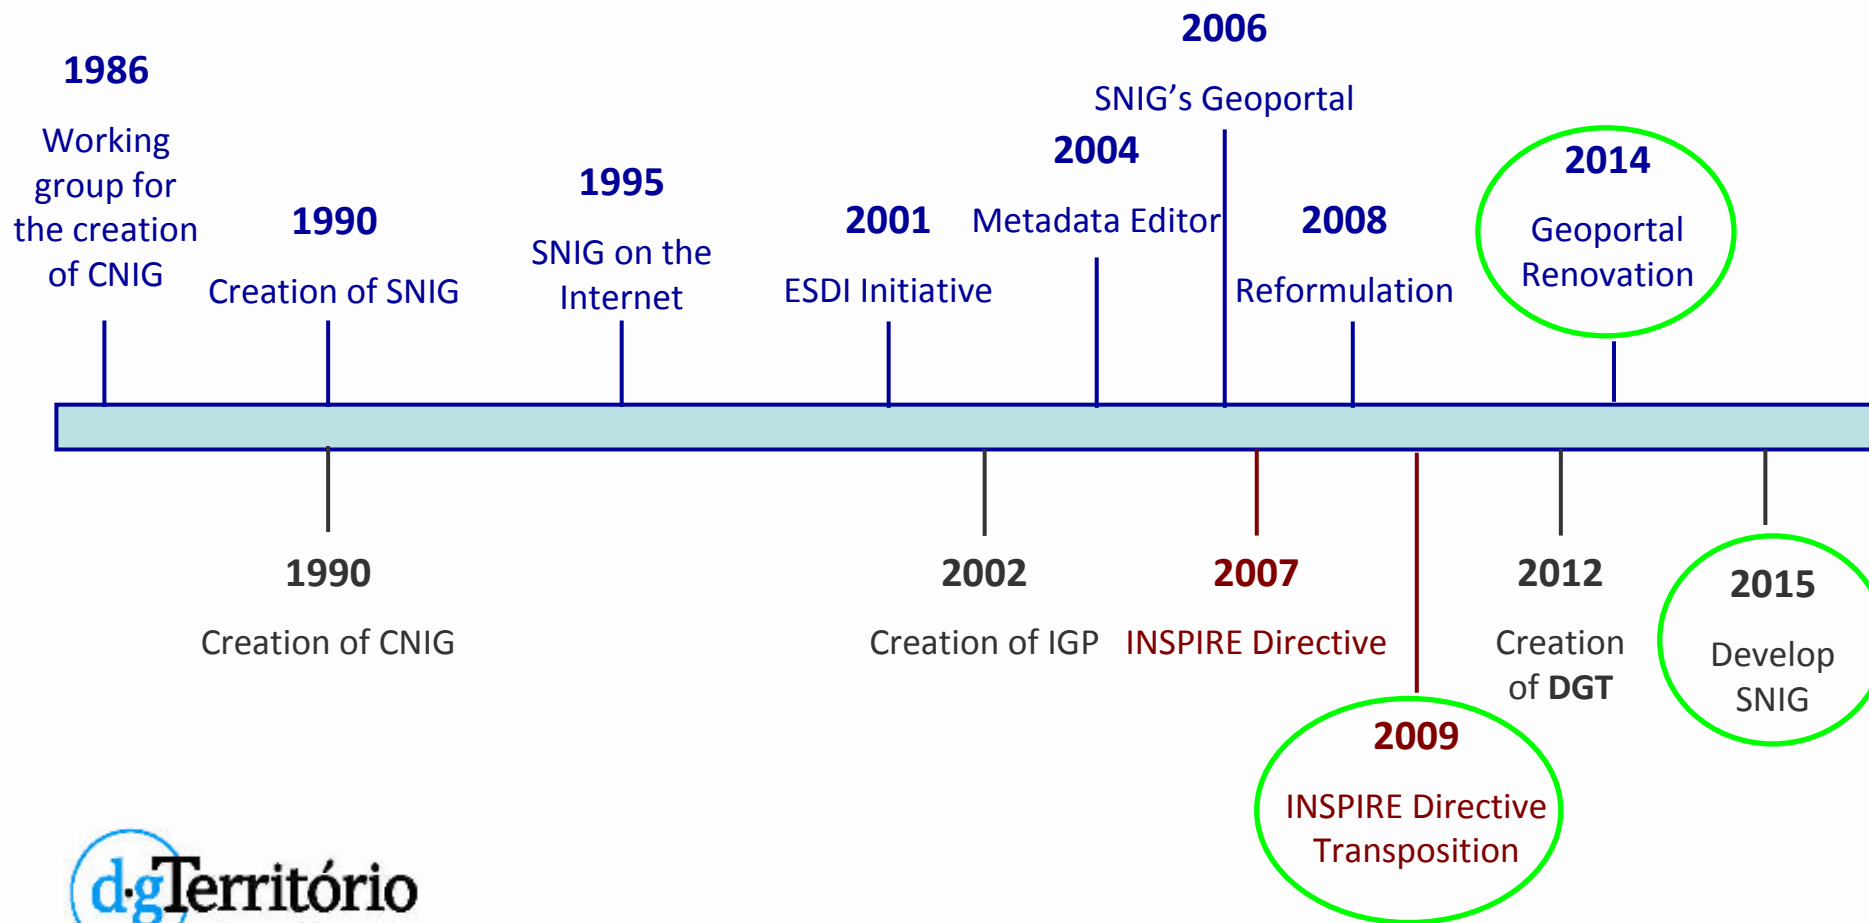 1986
Working
group for
the creation
of CNIG
1990
Creation of SNIG
1995
SNIG on the
Internet
2001
ESDI Initiative
2004
Metadata Editor
2006
SNIG’s Geoportal
2008
Reformulation
2014
Geoportal
Renovation
1990
Creation of CNIG
2002
Creation of IGP
2007
INSPIRE Directive
2009
INSPIRE Directive
Transposition
2012
Creation
of DGT
2015
Develop
SNIG
d·gTerritório